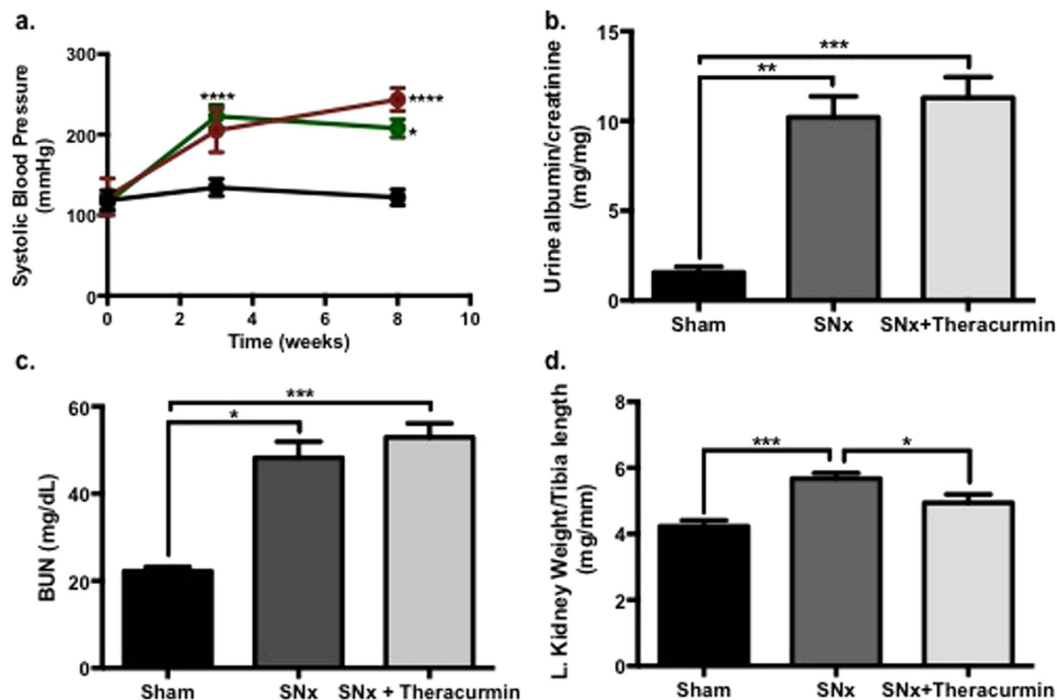 a.
Systolic Blood Pressure
(mmHg)
300
200
100
0
****
****
*
0 2 4 6 8 10
Time (weeks)
b.
Urine albumin/creatinine
(mg/mg)
15
10
5
0
***
**
Sham SNx SNx+Theracurmin
c.
BUN (mg/dL)
60
40
20
0
***
*
Sham SNx SNx + Theracurmin
d.
L. Kidney Weight/Tibia length
(mg/mm)
8
6
4
2
0
*** *
Sham SNx SNx+Theracurmin